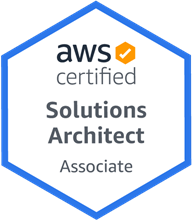 aws
certified
Solutions
Architect
Associate